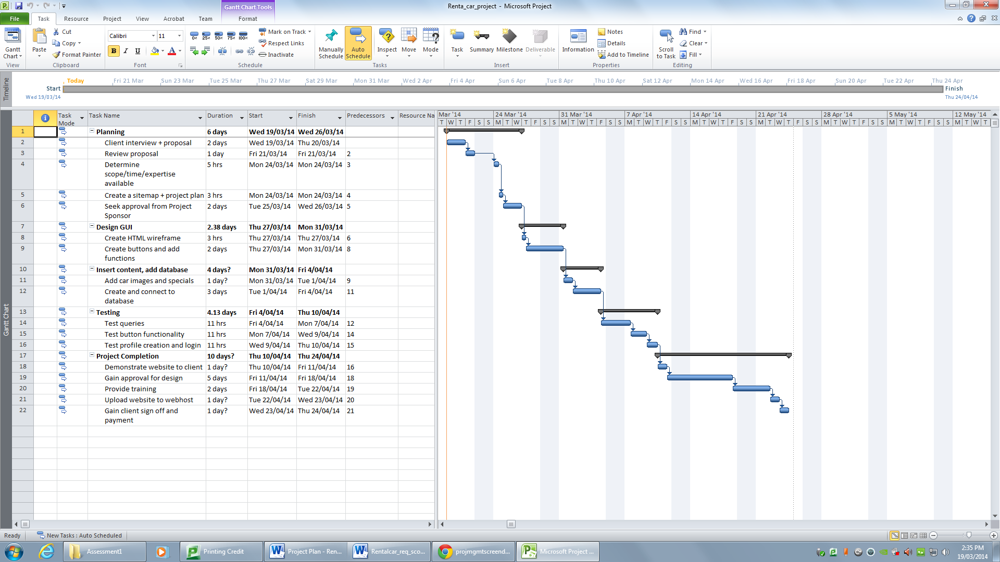 Gantt Chart Tools
Renta_car_project - Microsoft Project
File Task Resource Project View Acrobat Team Format
Gantt Chart
View
Paste
Cut
Copy
Format Painter
Clipboard
Calibri 11
B I U A
Font
0% 25% 50% 75% 100%
Mark on Track
Respect Links
Inactivate
Schedule
Manually Schedule
Auto Schedule
Inspect
Move
Mode
Tasks
Task
Summary
Milestone
Deliverable
Insert
Information
Notes
Details
Add to Timeline
Properties
Scroll to Task
Find
Clear
Fill
Editing
Timeline
Today Fri 21 Mar Sun 23 Mar Tue 25 Mar Thu 27 Mar Sat 29 Mar Mon 31 Mar Wed 2 Apr Fri 4 Apr Sun 6 Apr Tue 8 Apr Thu 10 Apr Sat 12 Apr Mon 14 Apr Wed 16 Apr Fri 18 Apr Sun 20 Apr Tue 22 Apr Thu 24 Apr
Start Finish
Wed 19/03/14 Thu 24/04/14
Task Mode Task Name Duration Start Finish Predecessors Resource Na
Mar '14 24 Mar '14 31 Mar '14 7 Apr '14 14 Apr '14 21 Apr '14 28 Apr '14 5 May '14 12 May '14
T W T F S S M T W T F S S M T W T F S S M T W T F S S M T W T F S S M T W T F S S M T W T F S S M T W T F S S M T W T
1 Planning 6 days Wed 19/03/14 Wed 26/03/14
2 Client interview + proposal 2 days Wed 19/03/14 Thu 20/03/14
3 Review proposal 1 day Fri 21/03/14 Fri 21/03/14 2
4 Determine scope/time/expertise available 5 hrs Mon 24/03/14 Mon 24/03/14 3
5 Create a sitemap + project plan 3 hrs Mon 24/03/14 Mon 24/03/14 4
6 Seek approval from Project Sponsor 2 days Tue 25/03/14 Wed 26/03/14 5
7 Design GUI 2.38 days Thu 27/03/14 Mon 31/03/14
8 Create HTML wireframe 3 hrs Thu 27/03/14 Thu 27/03/14 6
9 Create buttons and add functions 2 days Thu 27/03/14 Mon 31/03/14 8
10 Insert content, add database 4 days? Mon 31/03/14 Fri 4/04/14
11 Add car images and specials 1 day? Mon 31/03/14 Tue 1/04/14 9
12 Create and connect to database 3 days Tue 1/04/14 Fri 4/04/14 11
13 Testing 4.13 days Fri 4/04/14 Thu 10/04/14
14 Test queries 11 hrs Fri 4/04/14 Mon 7/04/14 12
15 Test button functionality 11 hrs Mon 7/04/14 Wed 9/04/14 14
16 Test profile creation and login 11 hrs Wed 9/04/14 Thu 10/04/14 15
17 Project Completion 10 days? Thu 10/04/14 Thu 24/04/14
18 Demonstrate website to client 1 day? Thu 10/04/14 Fri 11/04/14 16
19 Gain approval for design 5 days Fri 11/04/14 Fri 18/04/14 18
20 Provide training 2 days Fri 18/04/14 Tue 22/04/14 19
21 Upload website to webhost 1 day? Tue 22/04/14 Wed 23/04/14 20
22 Gain client sign off and payment 1 day? Wed 23/04/14 Thu 24/04/14 21
Gantt Chart
Ready New Tasks : Auto Scheduled
Assessment1 Printing Credit Project Plan - Ren... Rentalcar_req_sco... projmgmtscreend... Microsoft Project ...
2:35 PM
19/03/2014